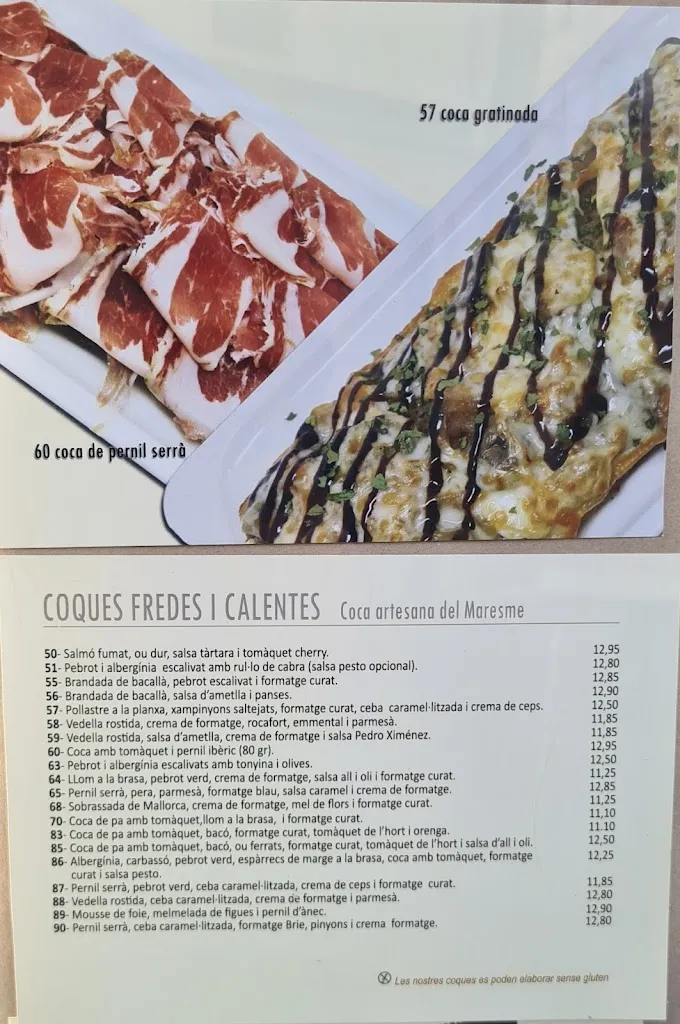 57 coca gratinada
60 coca de pernil serrà
COQUES FREDES I CALENTES Coca artesana del Maresme
50- Salmó fumat, ou dur, salsa tàrtara i tomàquet cherry. 12,95
51- Pebrot i albergínia escalivat amb rul·lo de cabra (salsa pesto opcional). 12,80
55- Brandada de bacallà, pebrot escalivat i formatge curat. 12,85
56- Brandada de bacallà, salsa d'ametlla i panses. 12,90
57- Pollastre a la planxa, xampinyons saltejats, formatge curat, ceba caramel·litzada i crema de ceps. 12,50
58- Vedella rostida, crema de formatge, rocafort, emmental i parmesà. 11,85
59- Vedella rostida, salsa d'ametlla, crema de formatge i salsa Pedro Ximénez. 11,85
60- Coca amb tomàquet i pernil ibèric (80 gr). 12,95
63- Pebrot i albergínia escalivats amb tonyina i olives. 12,50
64- LLom a la brasa, pebrot verd, crema de formatge, salsa all i oli i formatge curat. 11,25
65- Pernil serrà, pera, parmesà, formatge blau, salsa caramel i crema de formatge. 12,85
68- Sobrassada de Mallorca, crema de formatge, mel de flors i formatge curat. 11,25
70- Coca de pa amb tomàquet,llom a la brasa, i formatge curat. 11,10
83- Coca de pa amb tomàquet, bacó, formatge curat, tomàquet de l'hort i orenga. 11.10
85- Coca de pa amb tomàquet, bacó, ou ferrats, formatge curat, tomàquet de l'hort i salsa d'all i oli. 12,50
86- Albergínia, carbassó, pebrot verd, espàrrecs de marge a la brasa, coca amb tomàquet, formatge 12,25
curat i salsa pesto.
87- Pernil serrà, pebrot verd, ceba caramel·litzada, crema de ceps i formatge curat. 11,85
88- Vedella rostida, ceba caramel·litzada, crema de formatge i parmesà. 12,80
89- Mousse de foie, melmelada de figues i pernil d'ànec. 12,90
90- Pernil serrà, ceba caramel·litzada, formatge Brie, pinyons i crema formatge. 12,80
Les nostres coques es poden elaborar sense gluten